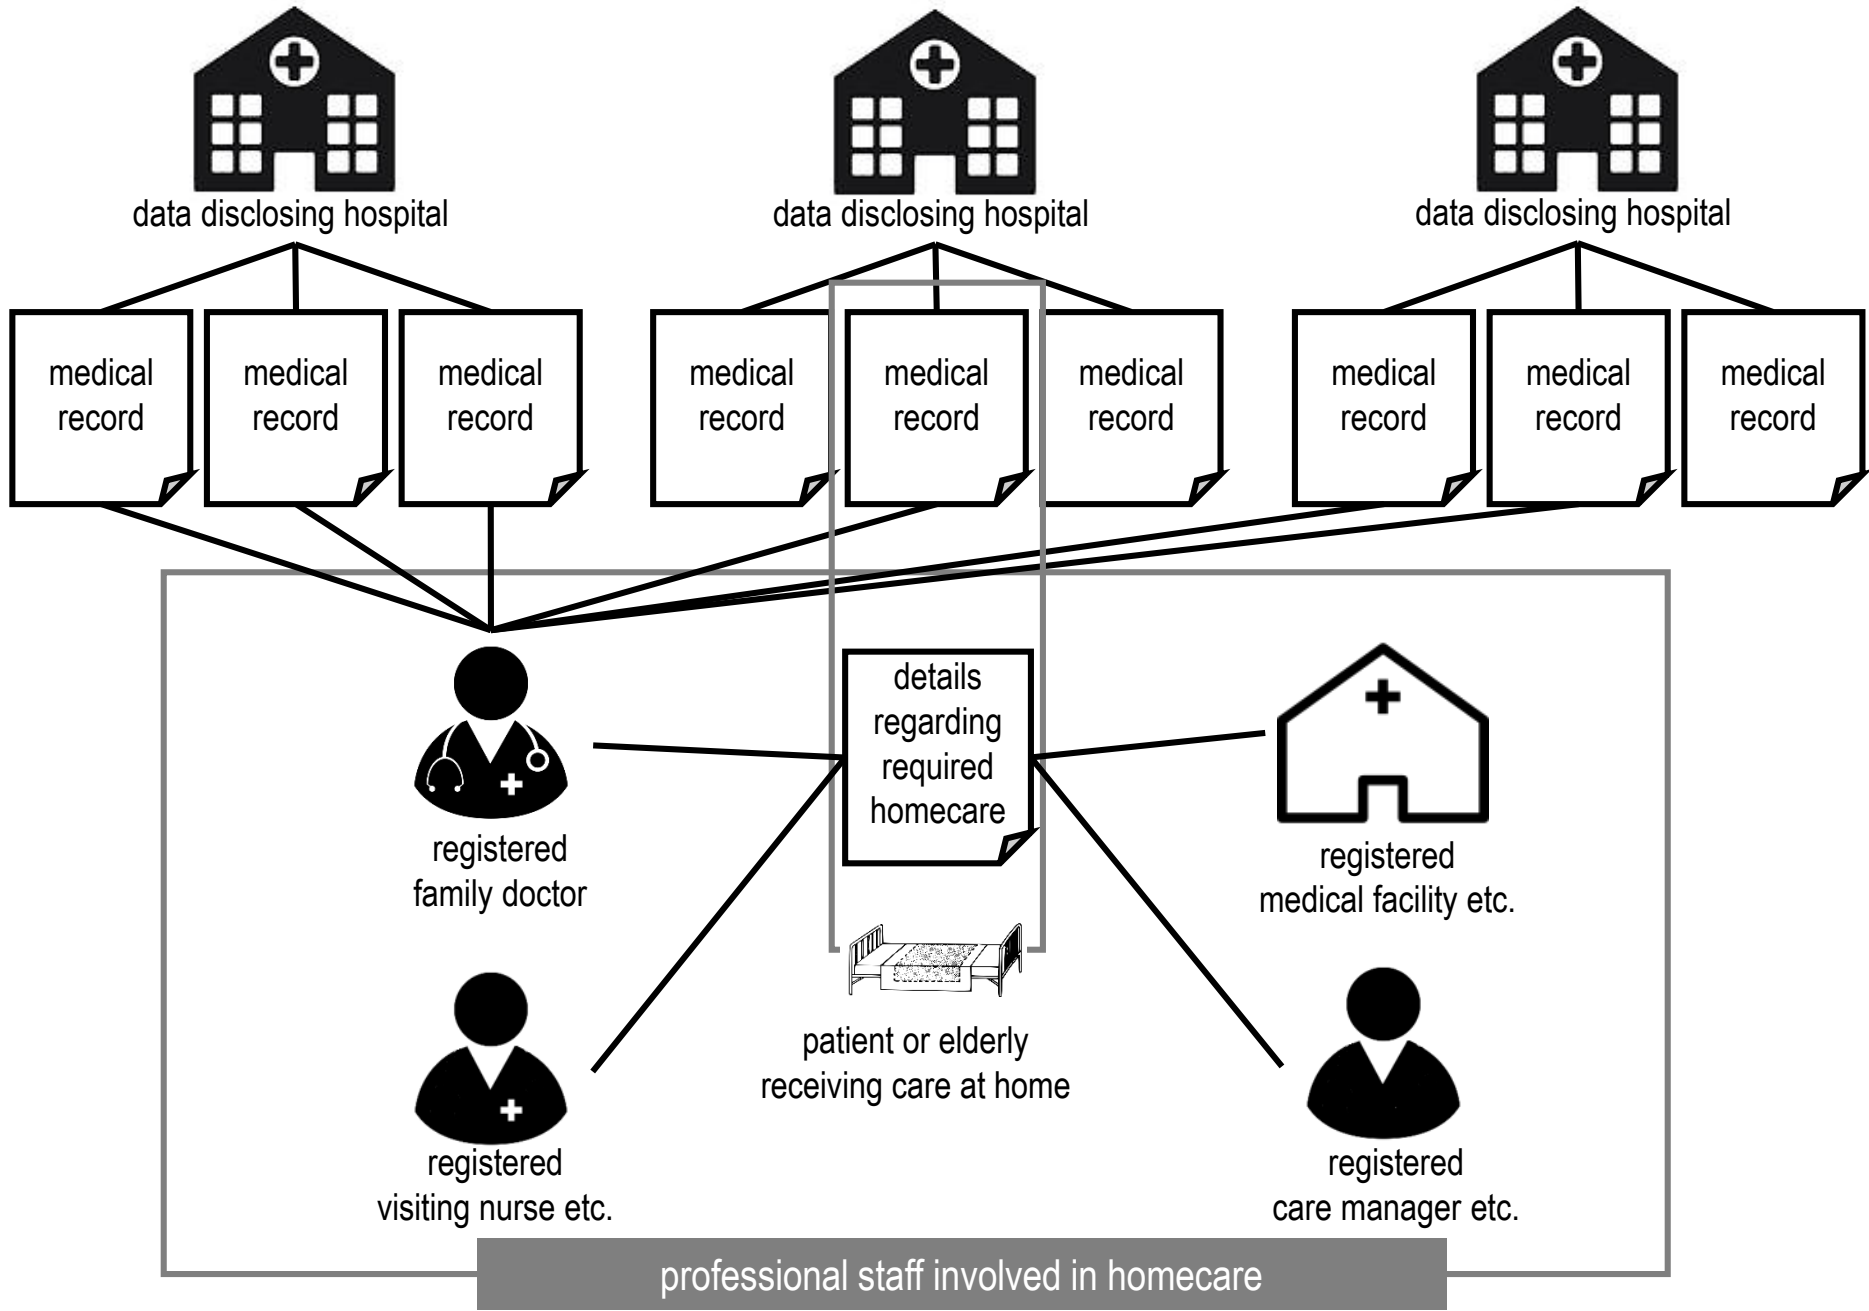 data disclosing hospital
data disclosing hospital
data disclosing hospital
medical
record
medical
record
medical
record
medical
record
medical
record
medical
record
medical
record
medical
record
medical
record
details
regarding
required
homecare
registered
family doctor
registered
medical facility etc.
patient or elderly
receiving care at home
registered
visiting nurse etc.
registered
care manager etc.
professional staff involved in homecare